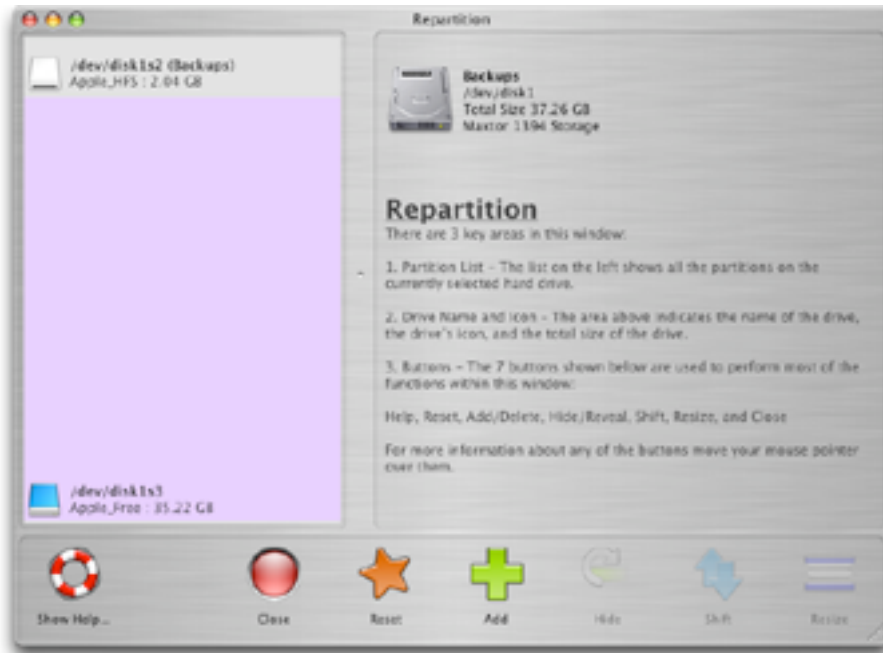 Repartition
/dev/disk1s2 (Backups)
Apple_HFS : 2.04 GB
Backups
/dev/disk1
Total Size 37.26 GB
Maxtor 1394 Storage
Repartition
There are 3 key areas in this window:
1. Partition List – The list on the left shows all the partitions on the
currently selected hard drive.
2. Drive Name and Icon – The area above indicates the name of the drive,
the drive's icon, and the total size of the drive.
3. Buttons – The 7 buttons shown below are used to perform most of the
functions within this window:
Help, Reset, Add/Delete, Hide/Reveal, Shift, Resize, and Close
For more information about any of the buttons move your mouse pointer
over them.
/dev/disk1s3
Apple_Free : 35.22 GB
Show Help...
Close
Reset
Add
Hide
Shift
Resize